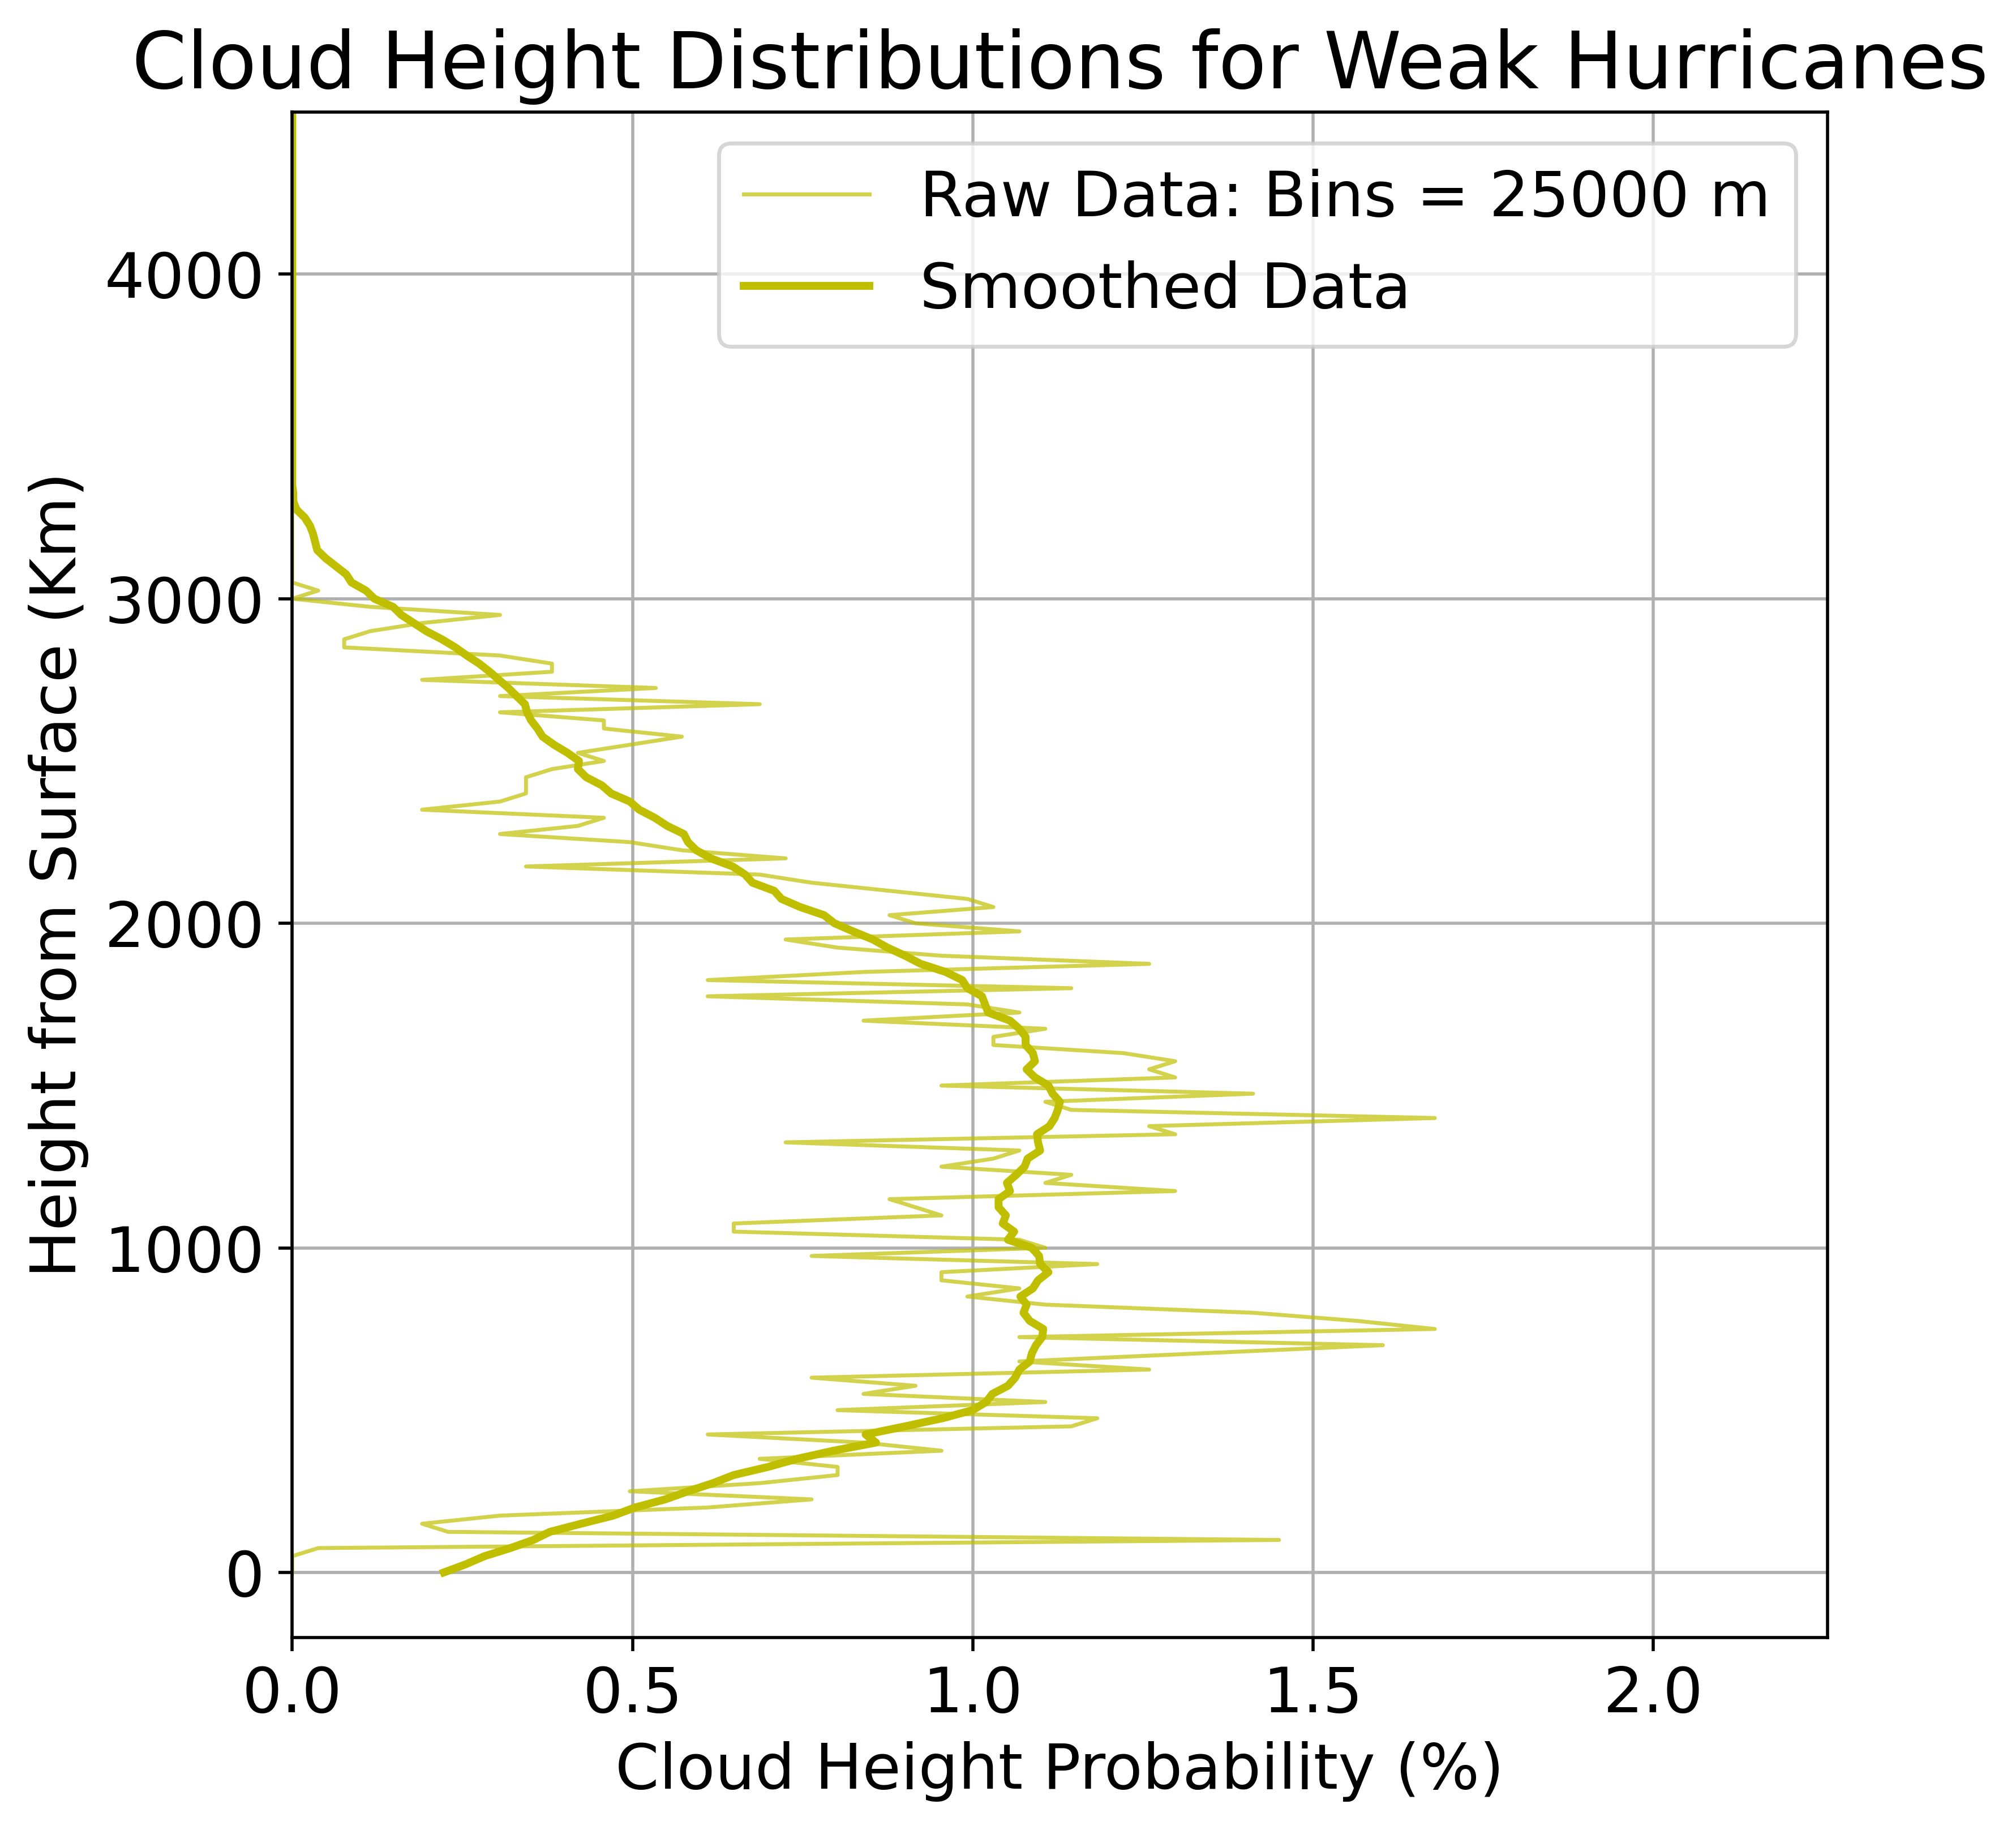 Cloud Height Distributions for Weak Hurricanes
Raw Data: Bins = 25000 m
Smoothed Data
Height from Surface (Km)
4000
3000
2000
1000
0
0.0 0.5 1.0 1.5 2.0
Cloud Height Probability (%)